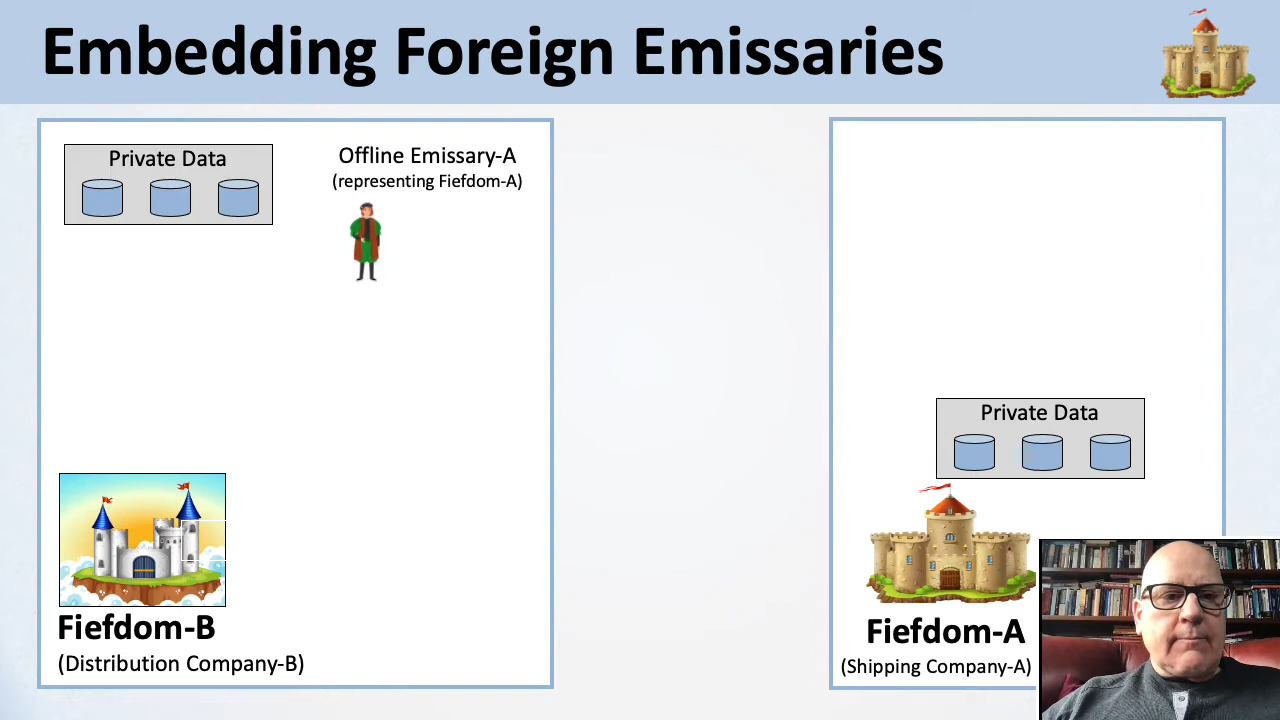 Embedding Foreign Emissaries
Private Data
Offline Emissary-A
(representing Fiefdom-A)
Fiefdom-B
(Distribution Company-B)
Private Data
Fiefdom-A
(Shipping Company-A)